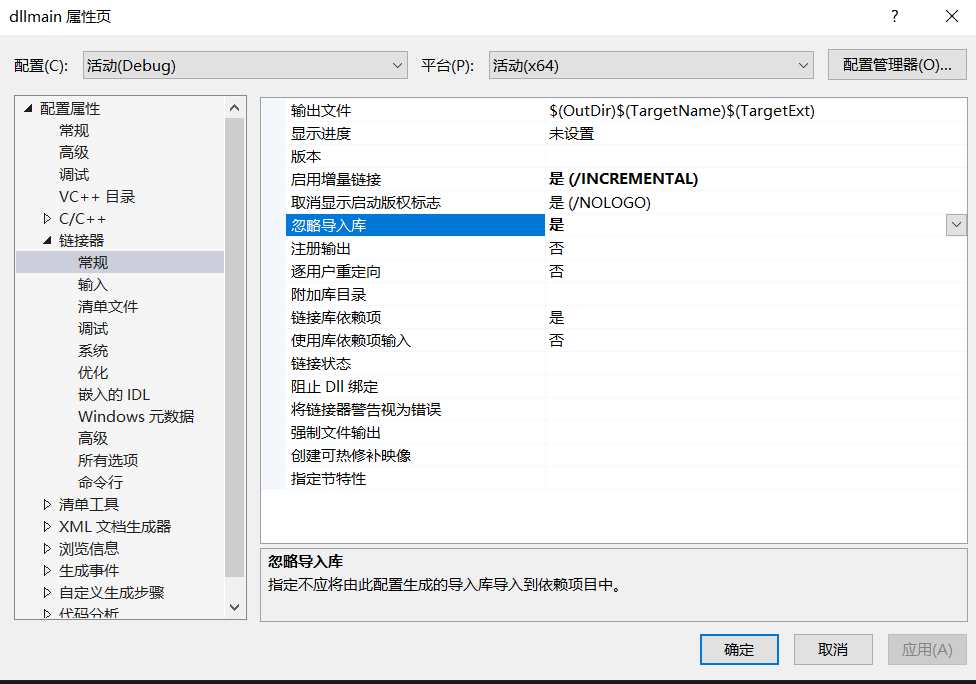 dllmain 属性页
配置(C): 活动(Debug) 平台(P): 活动(x64) 配置管理器(O)...
配置属性
常规
高级
调试
VC++ 目录
C/C++
链接器
常规
输入
清单文件
调试
系统
优化
嵌入的 IDL
Windows 元数据
高级
所有选项
命令行
清单工具
XML 文档生成器
浏览信息
生成事件
自定义生成步骤
代码分析
输出文件 $(OutDir)$(TargetName)$(TargetExt)
显示进度 未设置
版本
启用增量链接 是 (/INCREMENTAL)
取消显示启动版权标志 是 (/NOLOGO)
忽略导入库 是
注册输出 否
逐用户重定向 否
附加库目录
链接库依赖项 是
使用库依赖项输入 否
链接状态
阻止 Dll 绑定
将链接器警告视为错误
强制文件输出
创建可热修补映像
指定节特性
忽略导入库
指定不应将由此配置生成的导入库导入到依赖项目中。
确定 取消 应用(A)